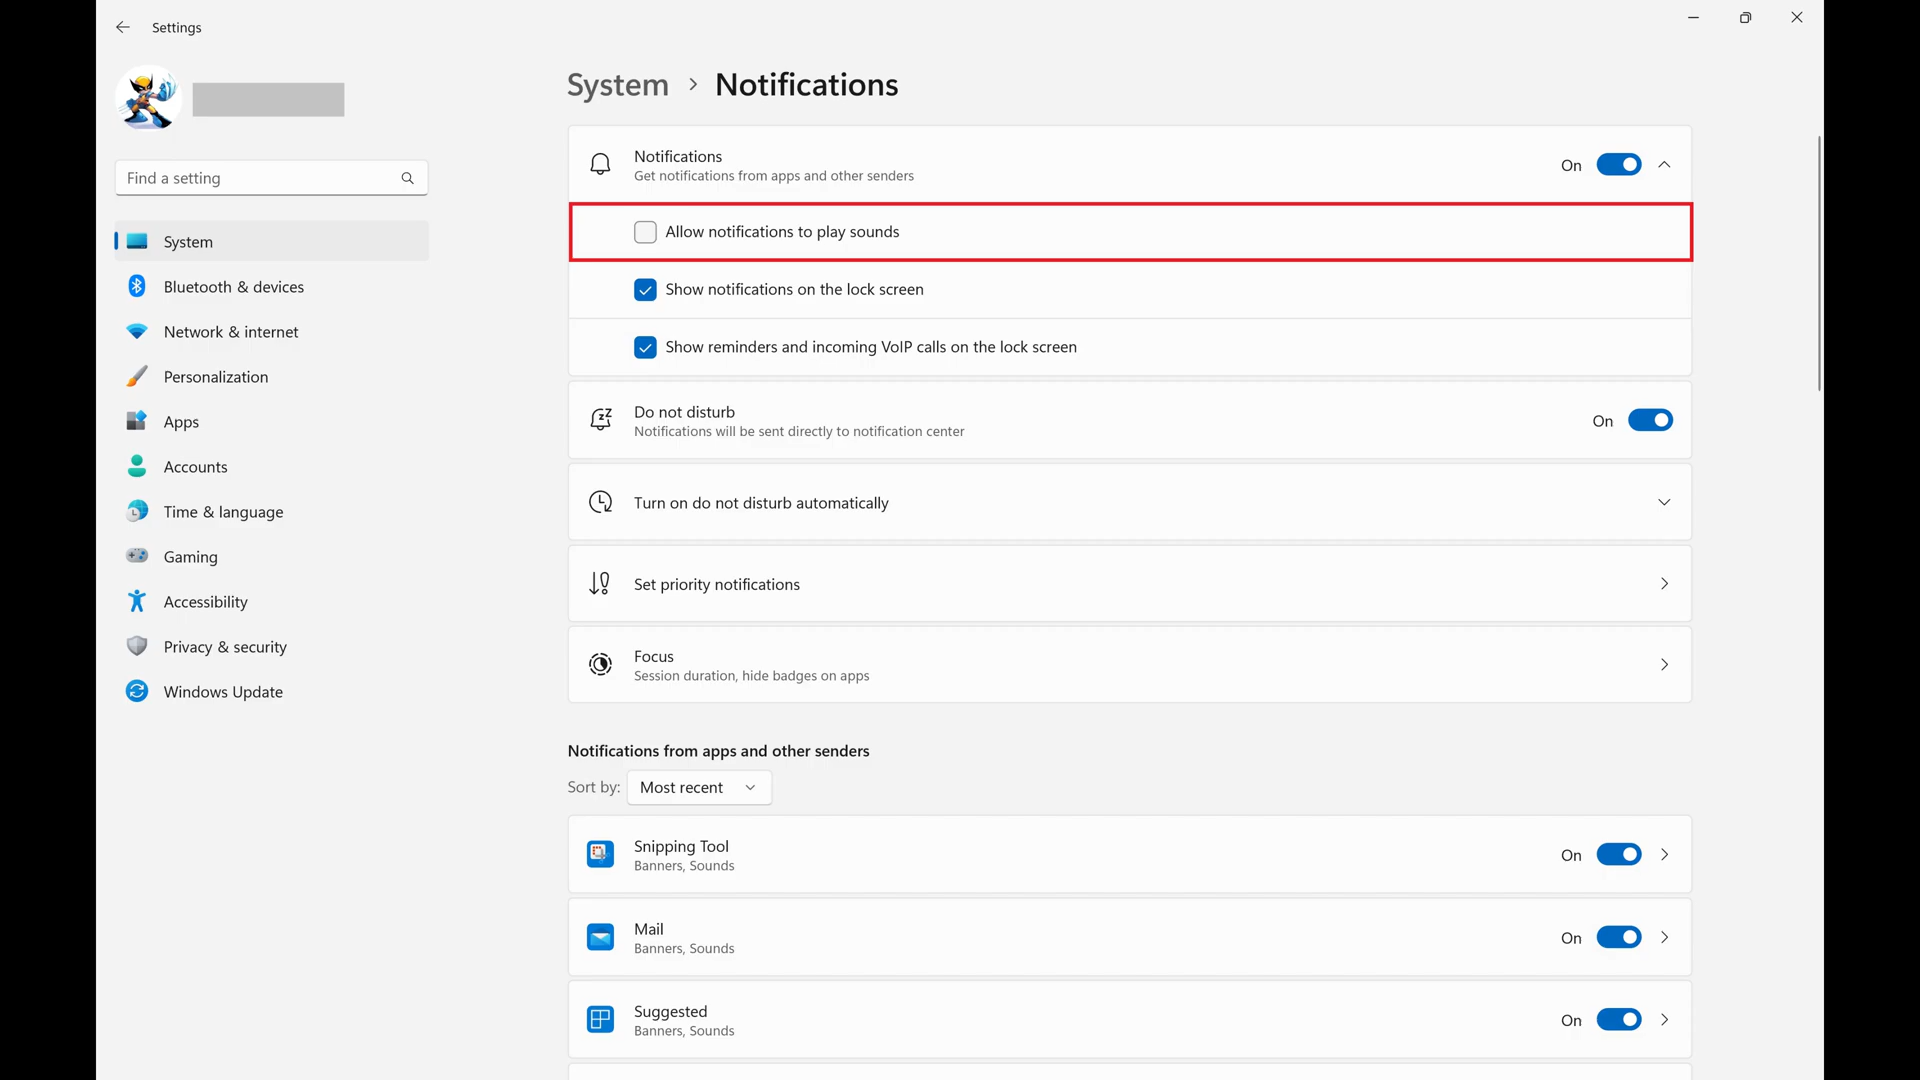 Settings
System > Notifications
Find a setting
System
Bluetooth & devices
Network & internet
Personalization
Apps
Accounts
Time & language
Gaming
Accessibility
Privacy & security
Windows Update
Notifications
Get notifications from apps and other senders
On
Allow notifications to play sounds
Show notifications on the lock screen
Show reminders and incoming VoIP calls on the lock screen
Do not disturb
Notifications will be sent directly to notification center
On
Turn on do not disturb automatically
Set priority notifications
Focus
Session duration, hide badges on apps
Notifications from apps and other senders
Sort by: Most recent
Snipping Tool
Banners, Sounds
On
Mail
Banners, Sounds
On
Suggested
Banners, Sounds
On